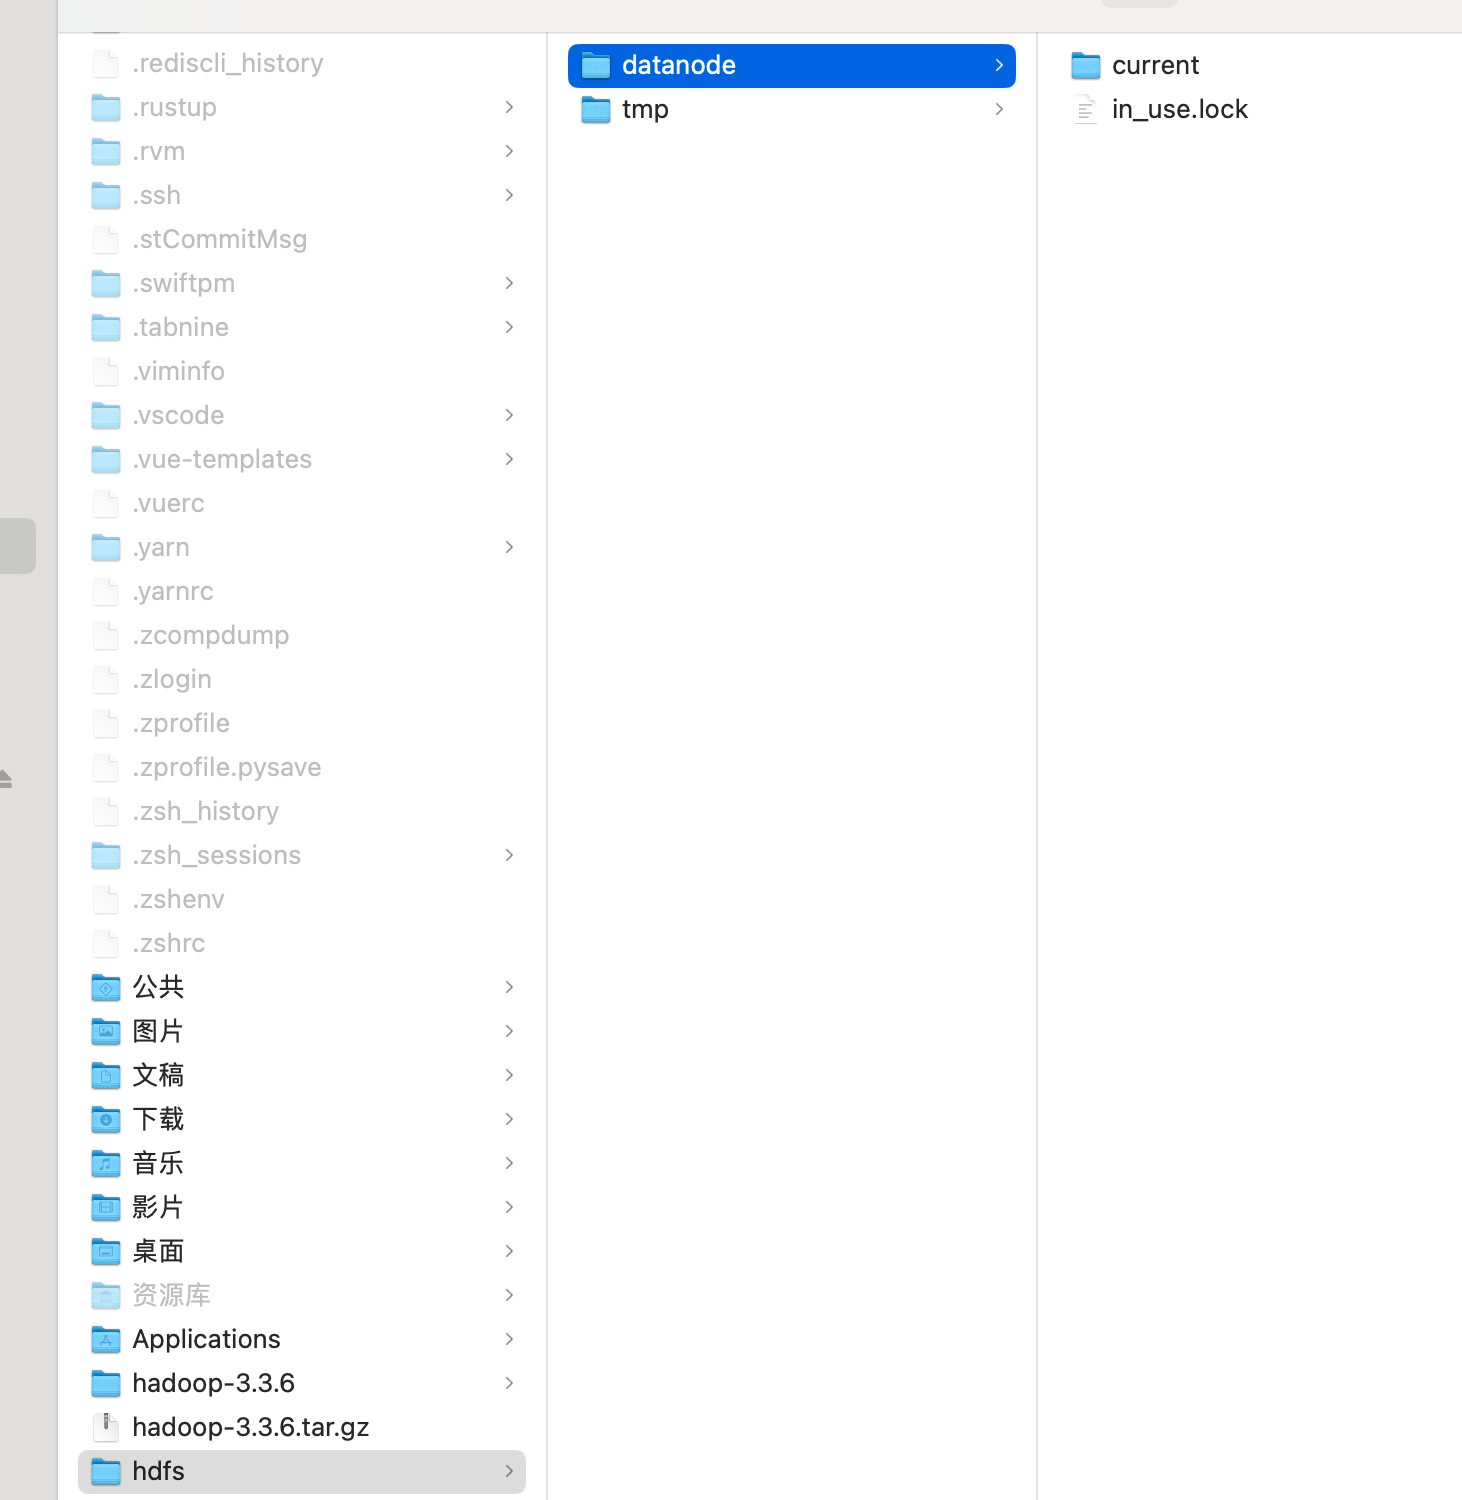 .rediscli_history
.rustup
.rvm
.ssh
.stCommitMsg
.swiftpm
.tabnine
.viminfo
.vscode
.vue-templates
.vuerc
.yarn
.yarnrc
.zcompdump
.zlogin
.zprofile
.zprofile.pysave
.zsh_history
.zsh_sessions
.zshenv
.zshrc
公共
图片
文稿
下载
音乐
影片
桌面
资源库
Applications
hadoop-3.3.6
hadoop-3.3.6.tar.gz
hdfs
datanode
tmp
current
in_use.lock